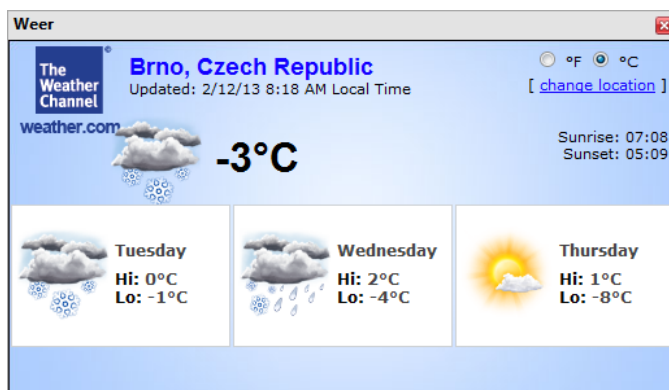 Weer
The
Weather
Channel
weather.com
Brno, Czech Republic
Updated: 2/12/13 8:18 AM Local Time
°F °C
[ change location ]
-3°C
Sunrise: 07:08
Sunset: 05:09
Tuesday
Hi: 0°C
Lo: -1°C
Wednesday
Hi: 2°C
Lo: -4°C
Thursday
Hi: 1°C
Lo: -8°C